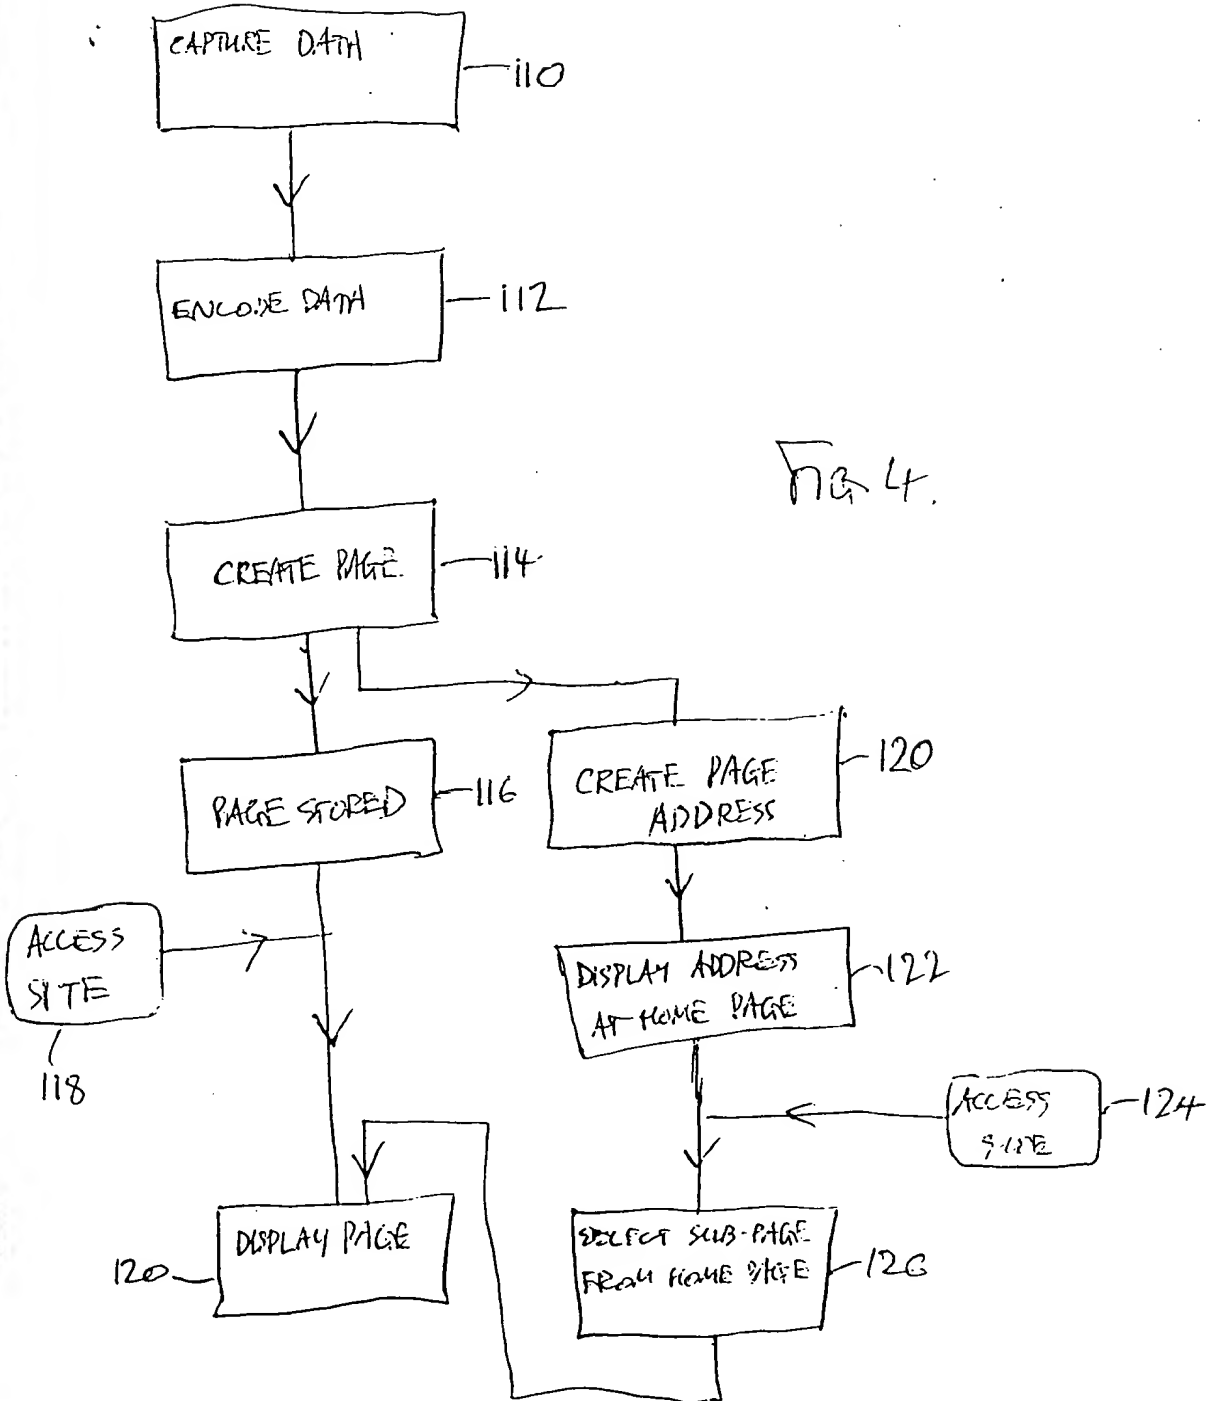 CAPTURE DATA
110
ENCODE DATA
112
FIG 4.
CREATE PAGE.
114
PAGE STORED
116
CREATE PAGE
ADDRESS
120
ACCESS
SITE
118
DISPLAY ADDRESS
AT HOME PAGE
122
ACCESS
SITE
124
DISPLAY PAGE
120
SELECT SUB-PAGE
FROM HOME PAGE
126